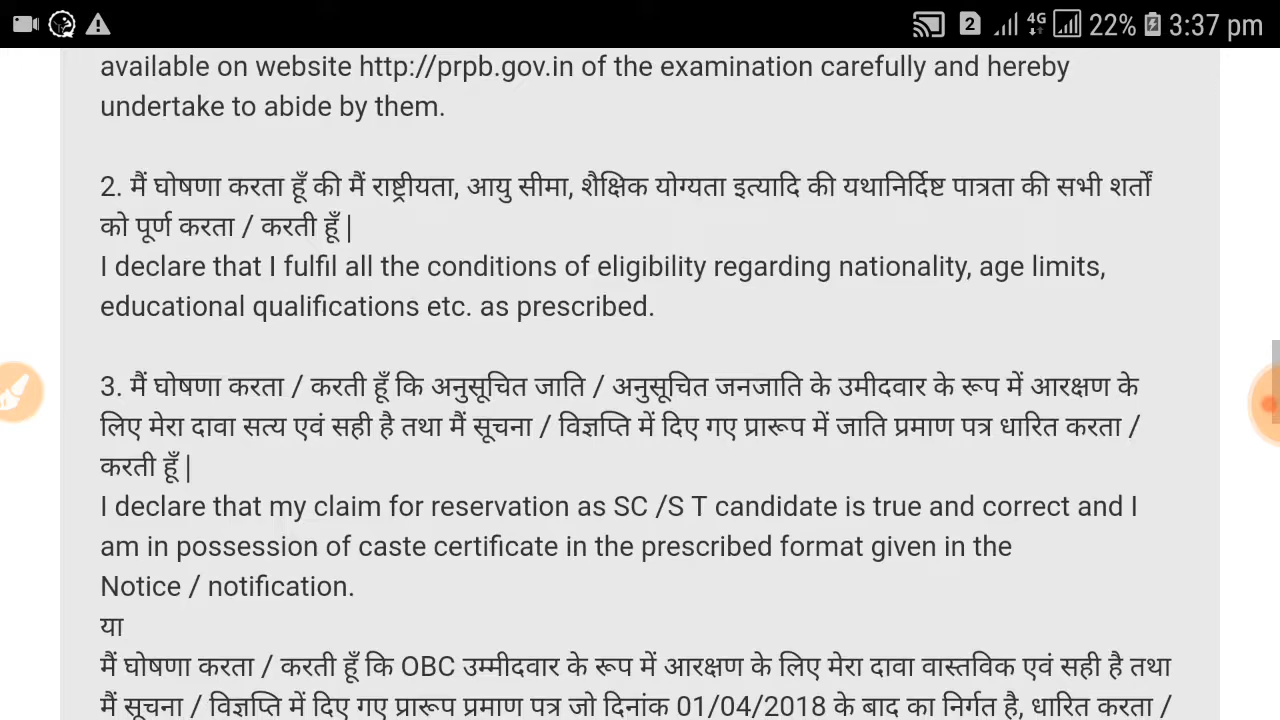 2 4G 22% 3:37 pm
available on website http://prpb.gov.in of the examination carefully and hereby
undertake to abide by them.
2. मैं घोषणा करता हूँ की मैं राष्ट्रीयता, आयु सीमा, शैक्षिक योग्यता इत्यादि की यथानिर्दिष्ट पात्रता की सभी शर्तों
को पूर्ण करता / करती हूँ |
I declare that I fulfil all the conditions of eligibility regarding nationality, age limits,
educational qualifications etc. as prescribed.
3. मैं घोषणा करता / करती हूँ कि अनुसूचित जाति / अनुसूचित जनजाति के उमीदवार के रूप में आरक्षण के
लिए मेरा दावा सत्य एवं सही है तथा मैं सूचना / विज्ञप्ति में दिए गए प्रारूप में जाति प्रमाण पत्र धारित करता /
करती हूँ |
I declare that my claim for reservation as SC /S T candidate is true and correct and I
am in possession of caste certificate in the prescribed format given in the
Notice / notification.
या
मैं घोषणा करता / करती हूँ कि OBC उम्मीदवार के रूप में आरक्षण के लिए मेरा दावा वास्तविक एवं सही है तथा
मैं सूचना / विज्ञप्ति में दिए गए प्रारूप प्रमाण पत्र जो दिनांक 01/04/2018 के बाद का निर्गत है, धारित करता /